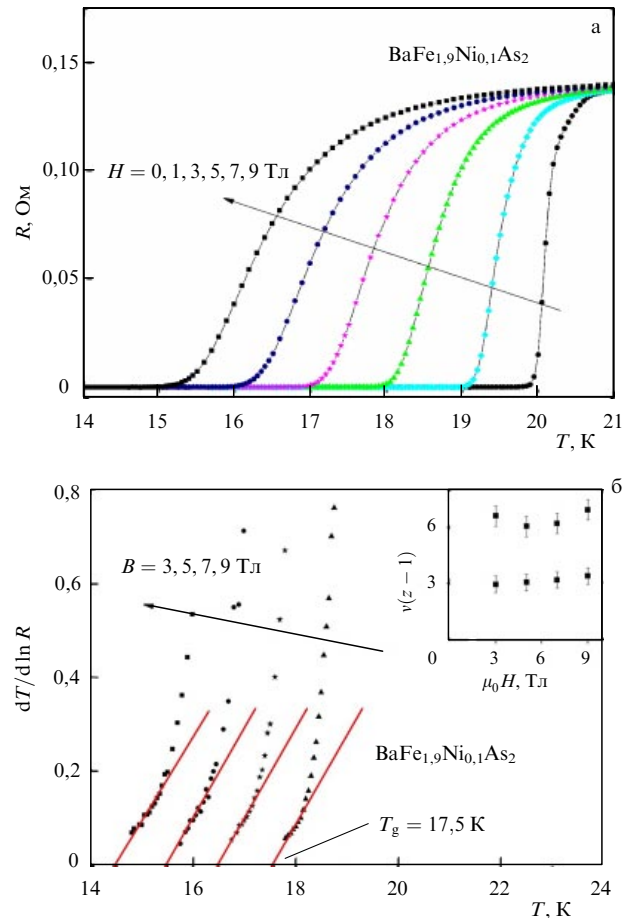 а
0,15
BaFe1,9Ni0,1As2
R, Ом
0,10
H = 0, 1, 3, 5, 7, 9 Тл
0,05
0
14 15 16 17 18 19 20 21
T, К
б
0,8
B = 3, 5, 7, 9 Тл
0,6
dT/d ln R
0,4
0,2
0
6
3
0
ν(z − 1)
3 6 9
μ0H, Тл
BaFe1,9Ni0,1As2
Tg = 17,5 К
14 16 18 20 22 24
T, К